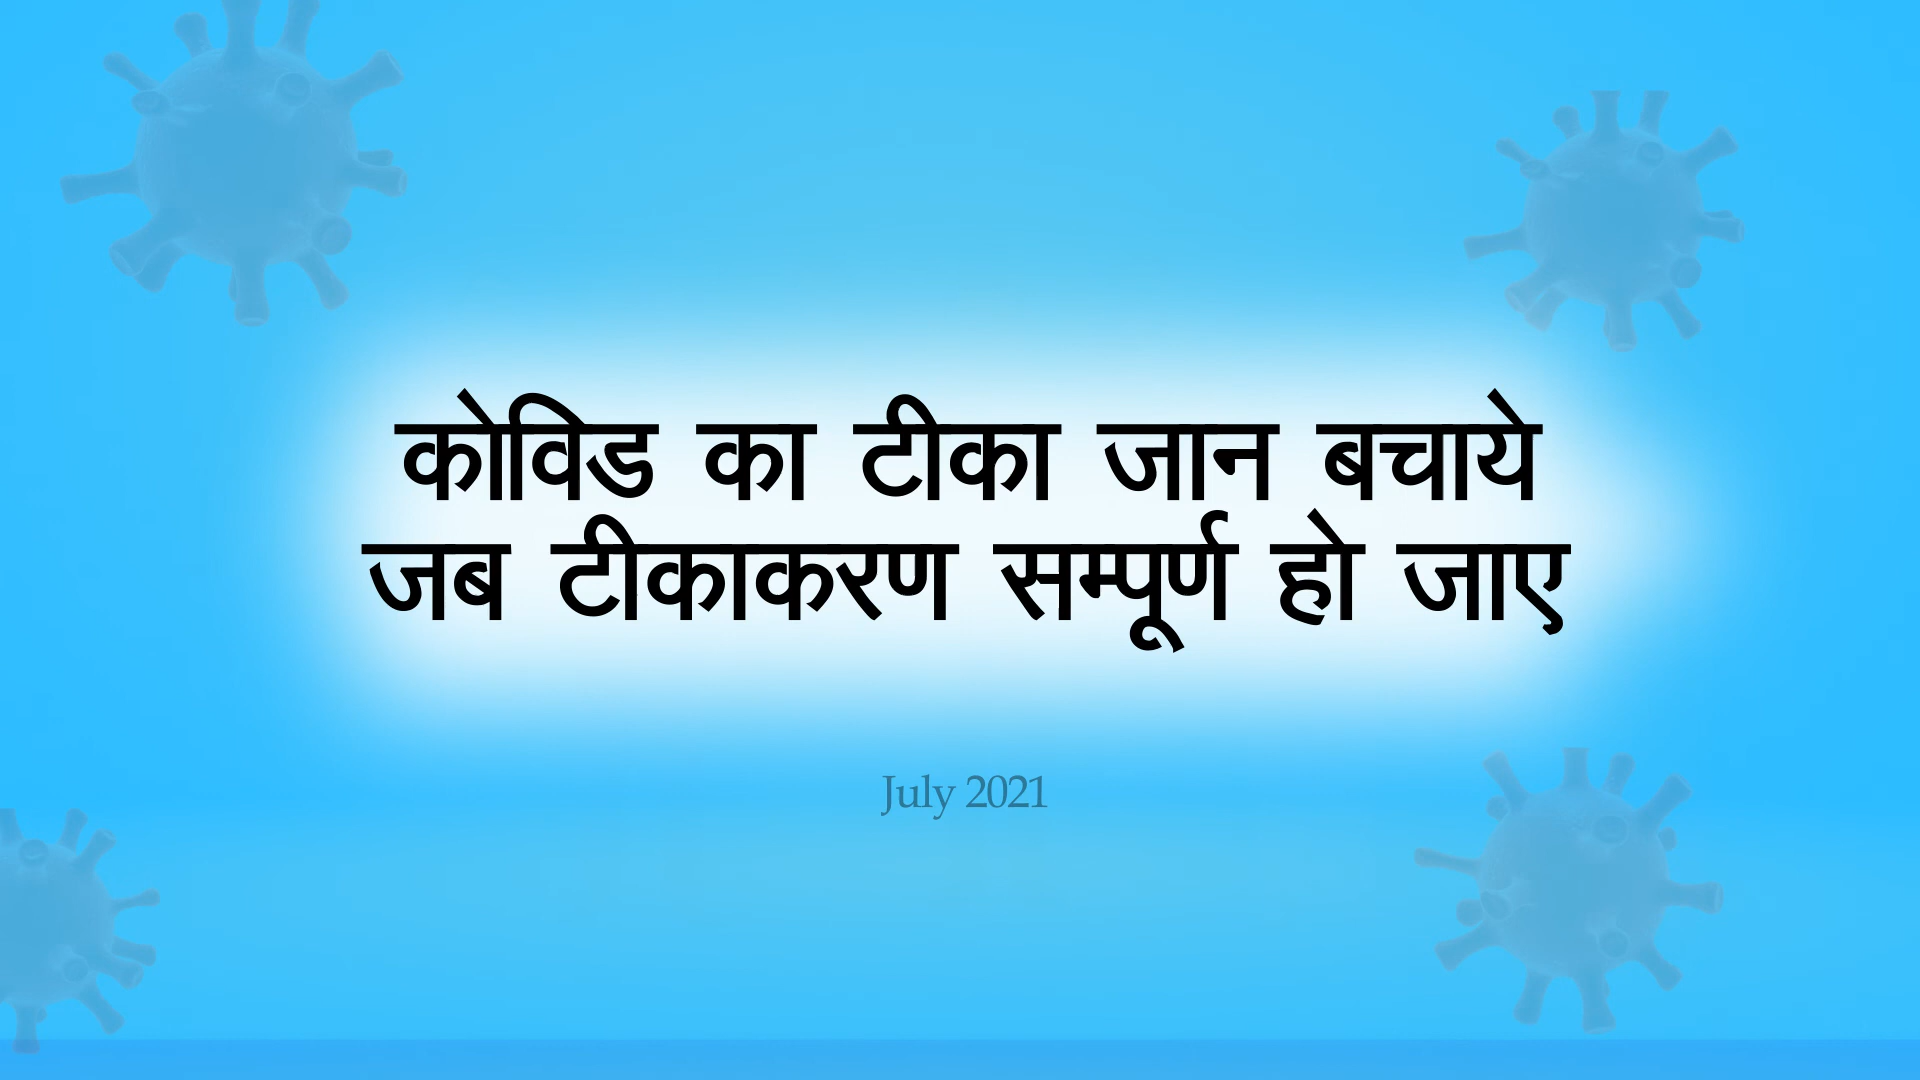 कोविड का टीका जान बचाये
जब टीकाकरण सम्पूर्ण हो जाए
July 2021